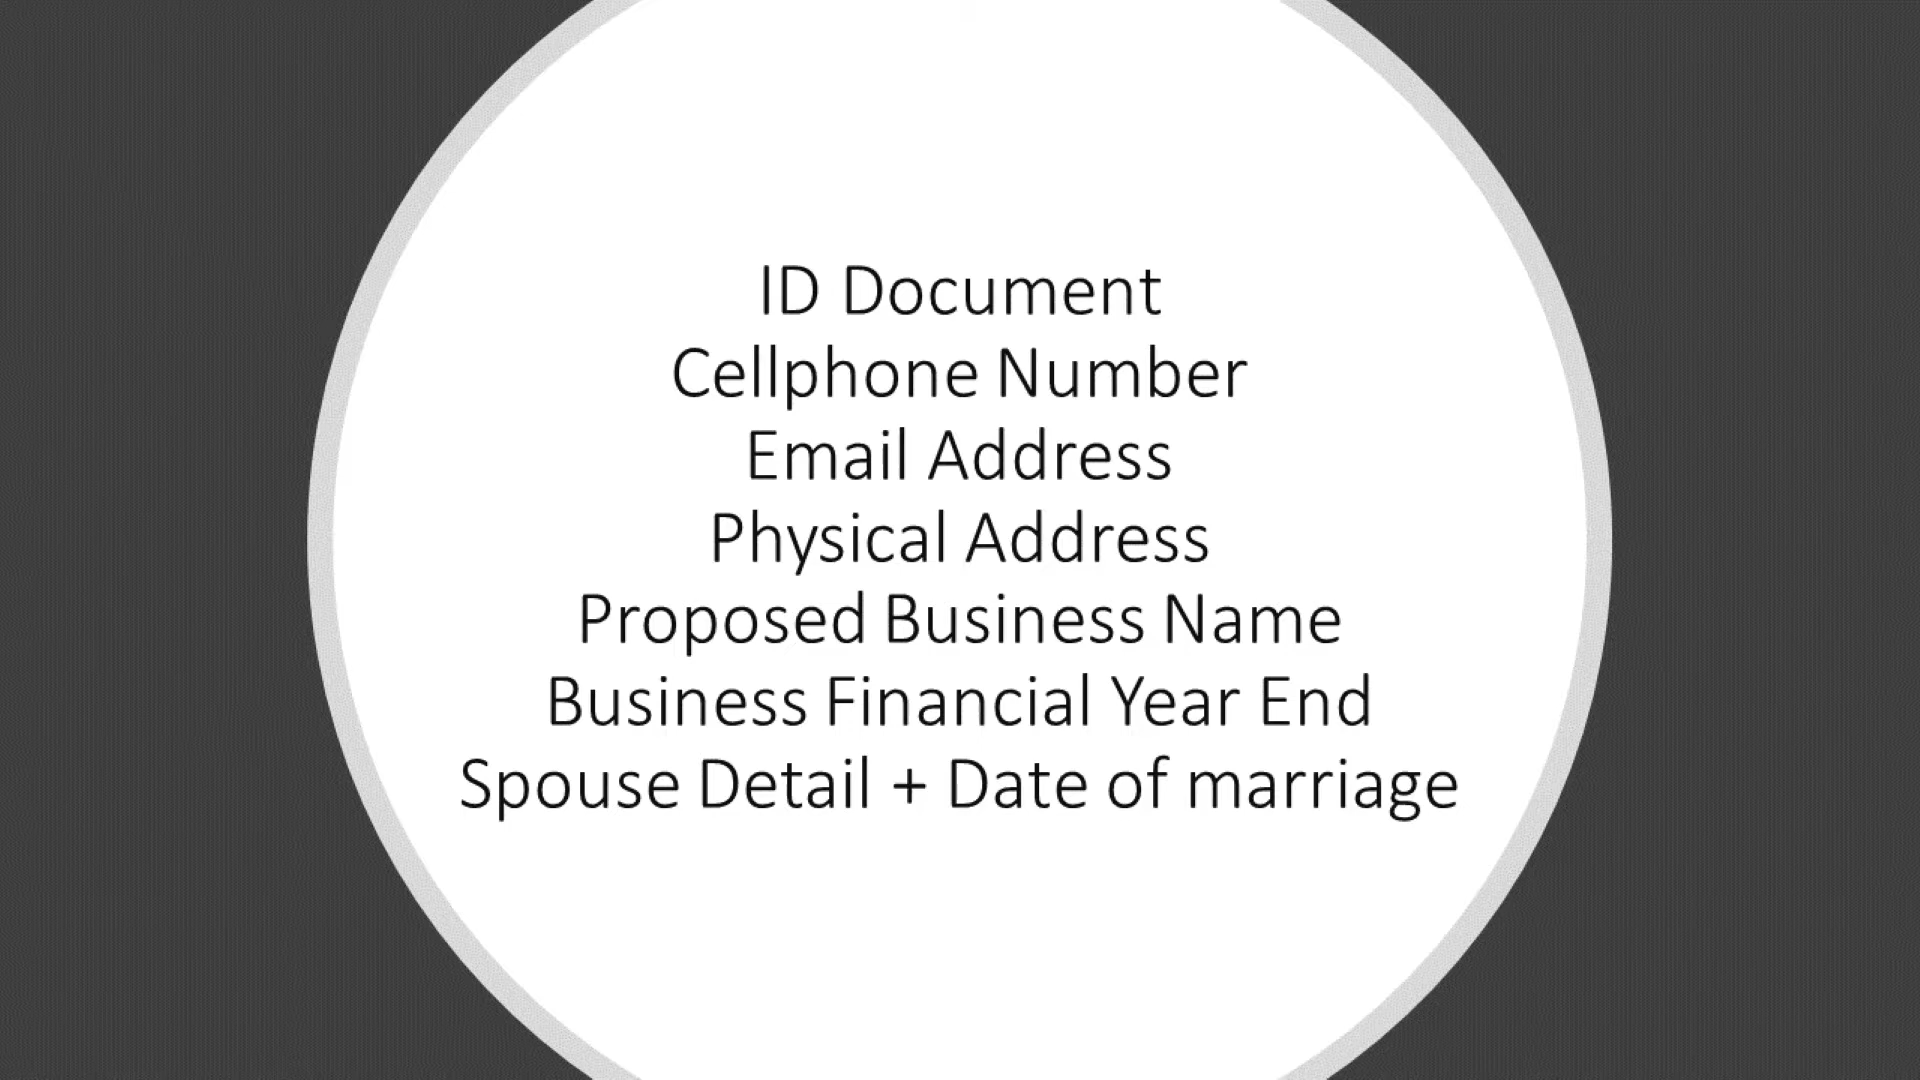 ID Document
Cellphone Number
Email Address
Physical Address
Proposed Business Name
Business Financial Year End
Spouse Detail + Date of marriage